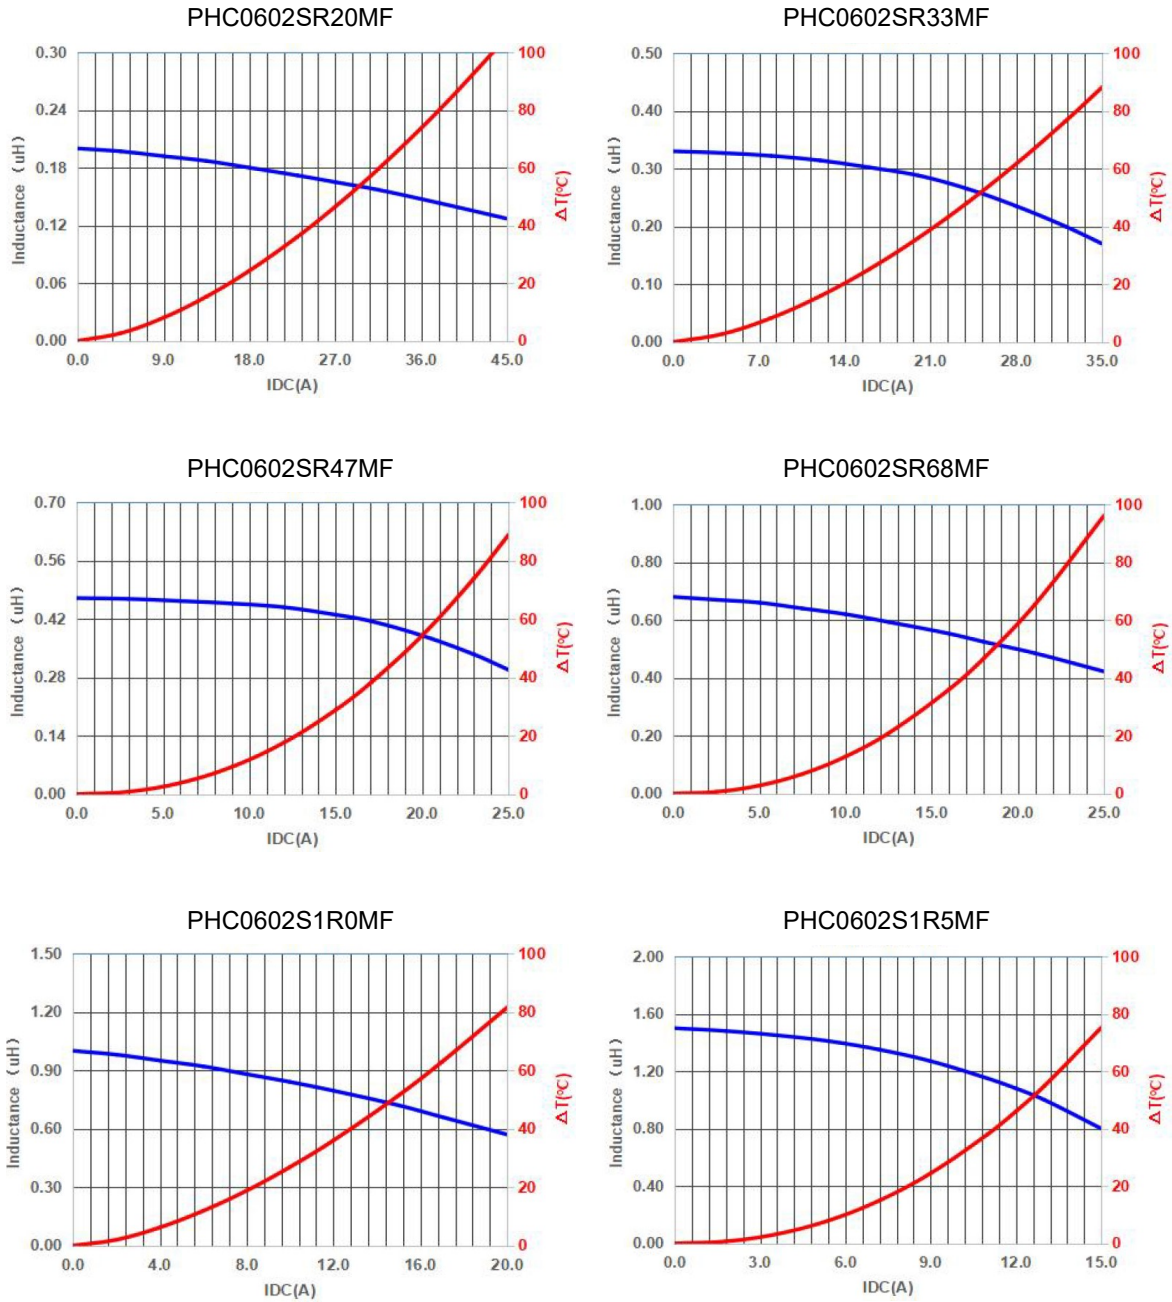 PHC0602SR20MF
0.30
0.24
0.18
0.12
0.06
0.00
Inductance (uH)
100
80
60
40
20
0
ΔT(℃)
0.0 9.0 18.0 27.0 36.0 45.0
IDC(A)
PHC0602SR33MF
0.50
0.40
0.30
0.20
0.10
0.00
Inductance (uH)
100
80
60
40
20
0
ΔT(℃)
0.0 7.0 14.0 21.0 28.0 35.0
IDC(A)
PHC0602SR47MF
0.70
0.56
0.42
0.28
0.14
0.00
Inductance (uH)
100
80
60
40
20
0
ΔT(℃)
0.0 5.0 10.0 15.0 20.0 25.0
IDC(A)
PHC0602SR68MF
1.00
0.80
0.60
0.40
0.20
0.00
Inductance (uH)
100
80
60
40
20
0
ΔT(℃)
0.0 5.0 10.0 15.0 20.0 25.0
IDC(A)
PHC0602S1R0MF
1.50
1.20
0.90
0.60
0.30
0.00
Inductance (uH)
100
80
60
40
20
0
ΔT(℃)
0.0 4.0 8.0 12.0 16.0 20.0
IDC(A)
PHC0602S1R5MF
2.00
1.60
1.20
0.80
0.40
0.00
Inductance (uH)
100
80
60
40
20
0
ΔT(℃)
0.0 3.0 6.0 9.0 12.0 15.0
IDC(A)